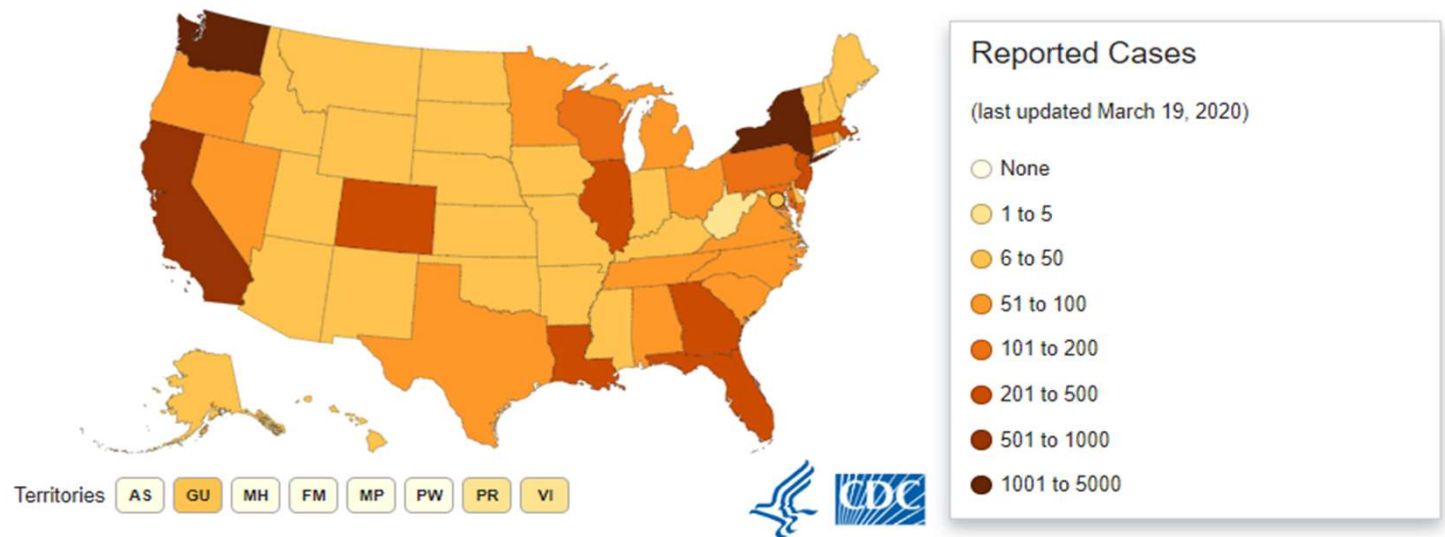 Reported Cases
(last updated March 19, 2020)
None
1 to 5
6 to 50
51 to 100
101 to 200
201 to 500
501 to 1000
1001 to 5000
Territories AS GU MH FM MP PW PR VI
CDC